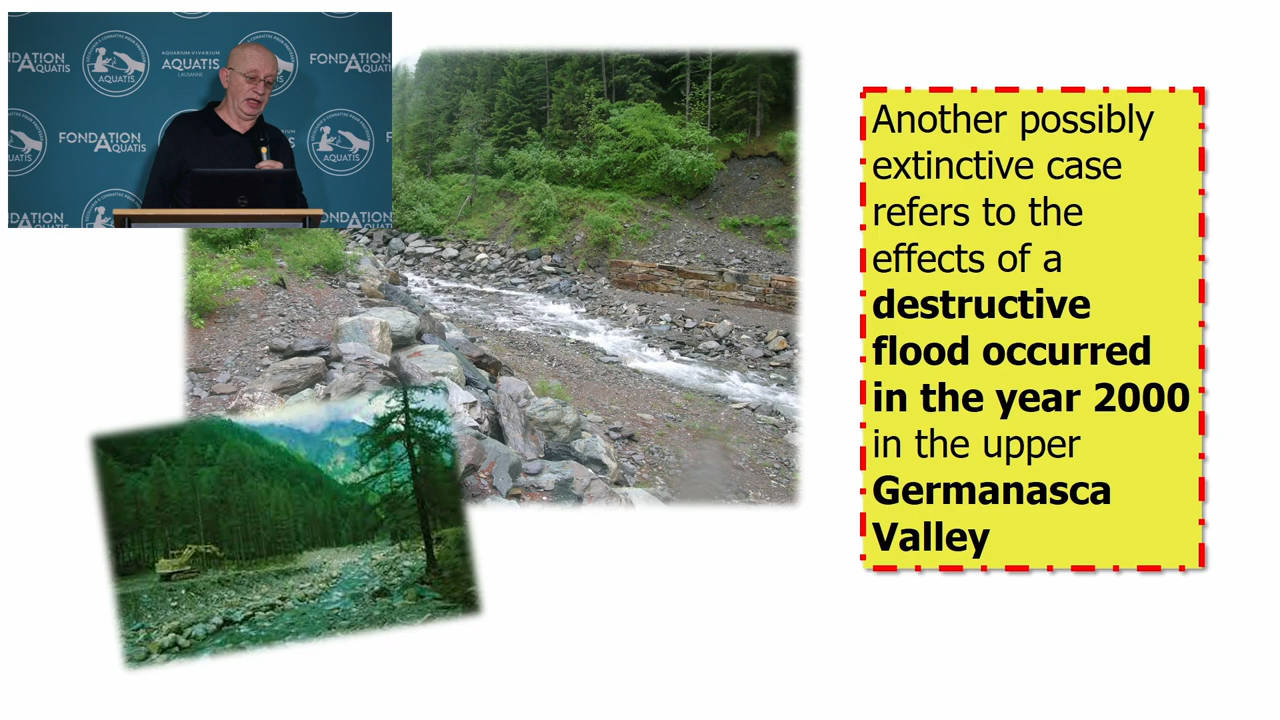 FONDATION
AQUATIS
AQUATIS
AQUARIUM-VIVARIUM
AQUATIS
LAUSANNE
FONDATION
AQUATIS
FONDATION
AQUATIS
AQUATIS
FONDATION
AQUATIS
FONDATION
AQUATIS
Another possibly
extinctive case
refers to the
effects of a
destructive
flood occurred
in the year 2000
in the upper
Germanasca
Valley